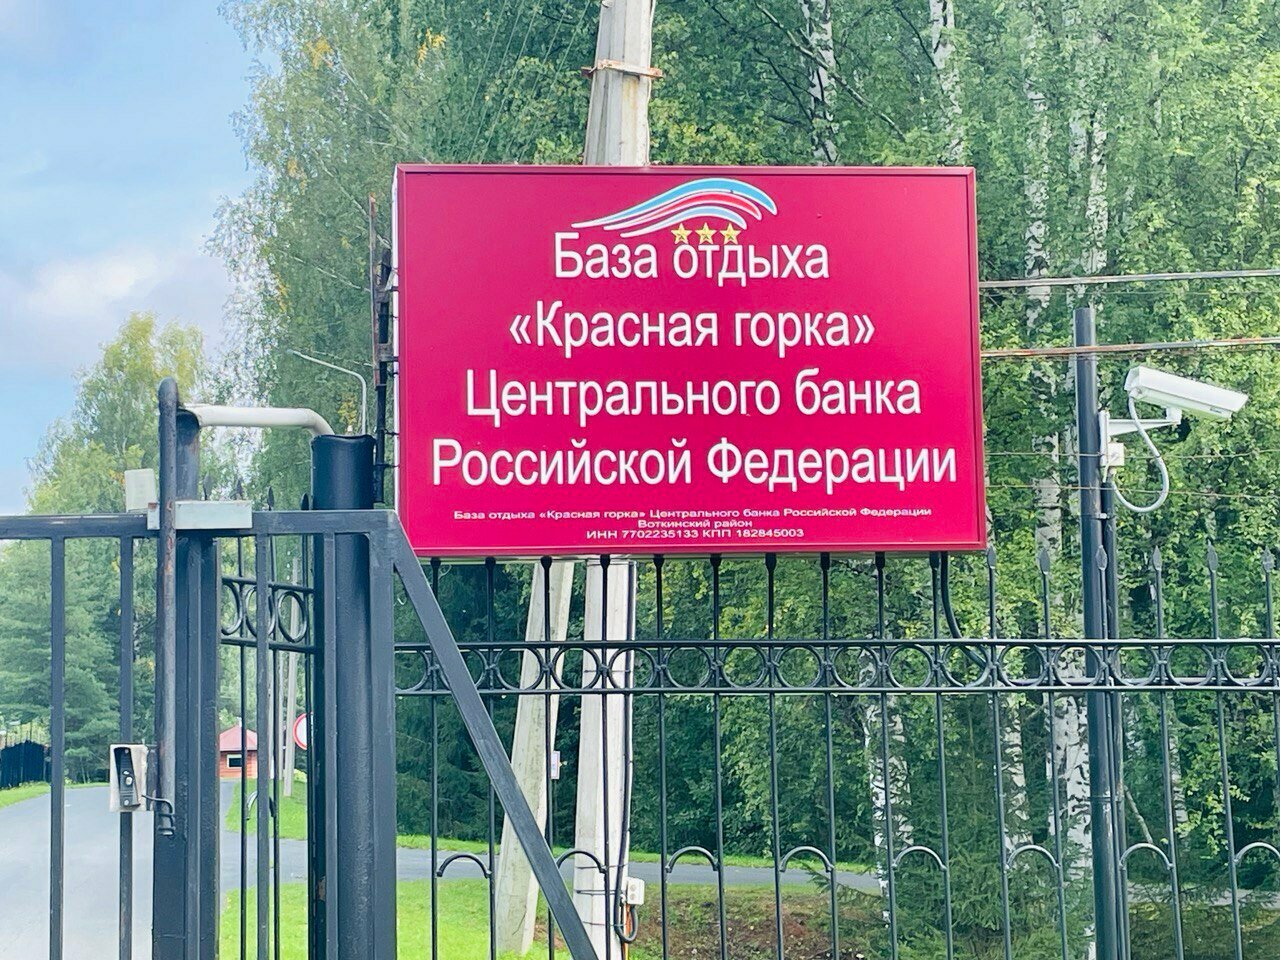 База отдыха
«Красная горка»
Центрального банка
Российской Федерации
База отдыха «Красная горка» Центрального банка Российской Федерации
Воткинский район
ИНН 7702235133 КПП 182845003